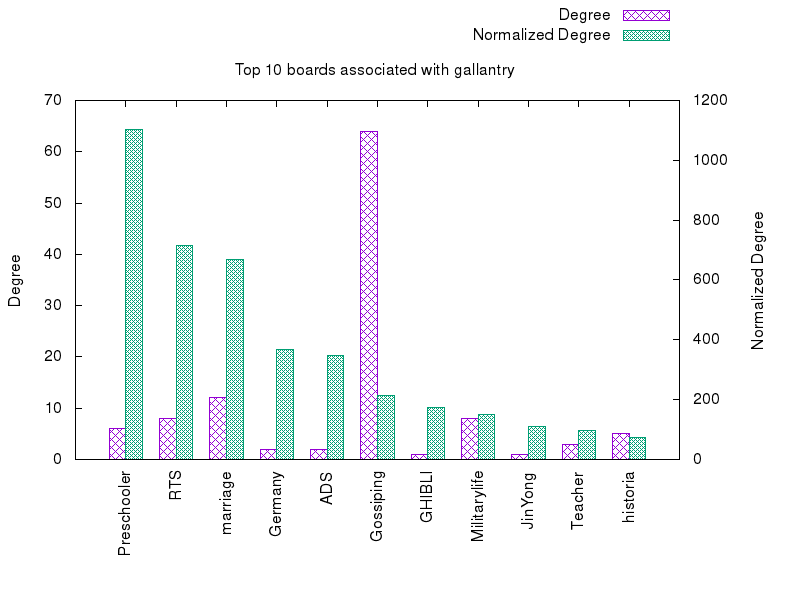 Degree
Normalized Degree
Top 10 boards associated with gallantry
70
60
50
40
30
20
10
0
1200
1000
800
600
400
200
0
Degree
Normalized Degree
Preschooler
RTS
marriage
Germany
ADS
Gossiping
GHIBLI
Militarylife
JinYong
Teacher
historia